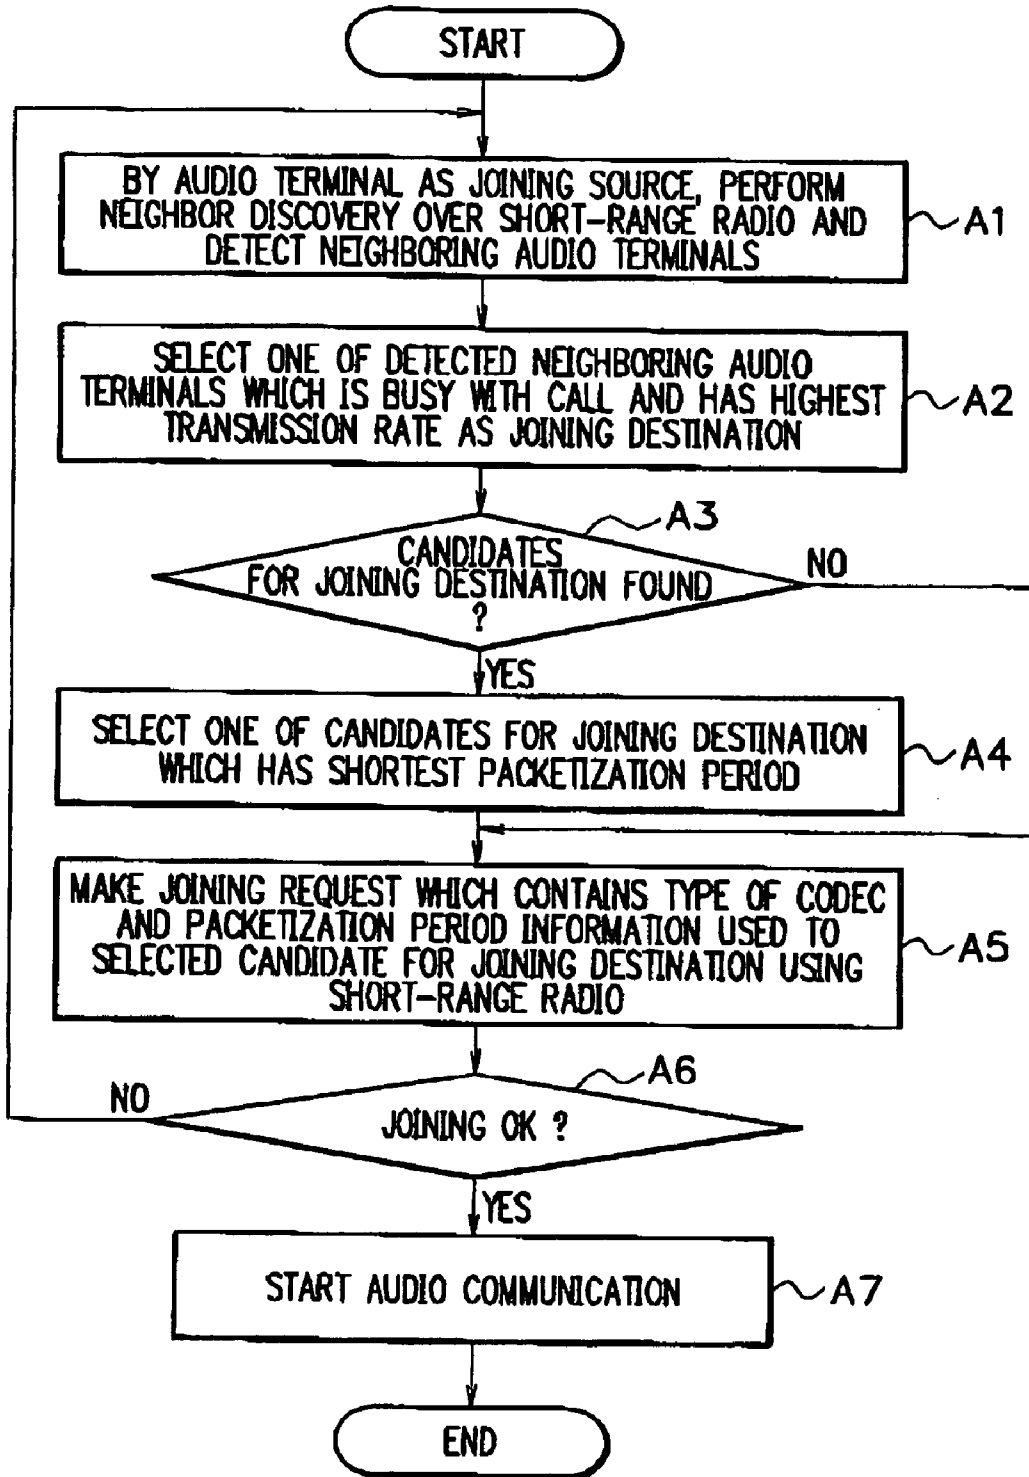 START
BY AUDIO TERMINAL AS JOINING SOURCE, PERFORM
NEIGHBOR DISCOVERY OVER SHORT-RANGE RADIO AND
DETECT NEIGHBORING AUDIO TERMINALS
A1
SELECT ONE OF DETECTED NEIGHBORING AUDIO
TERMINALS WHICH IS BUSY WITH CALL AND HAS HIGHEST
TRANSMISSION RATE AS JOINING DESTINATION
A2
A3
CANDIDATES
FOR JOINING DESTINATION FOUND
?
NO
YES
SELECT ONE OF CANDIDATES FOR JOINING DESTINATION
WHICH HAS SHORTEST PACKETIZATION PERIOD
A4
MAKE JOINING REQUEST WHICH CONTAINS TYPE OF CODEC
AND PACKETIZATION PERIOD INFORMATION USED TO
SELECTED CANDIDATE FOR JOINING DESTINATION USING
SHORT-RANGE RADIO
A5
A6
NO
JOINING OK ?
YES
START AUDIO COMMUNICATION
A7
END